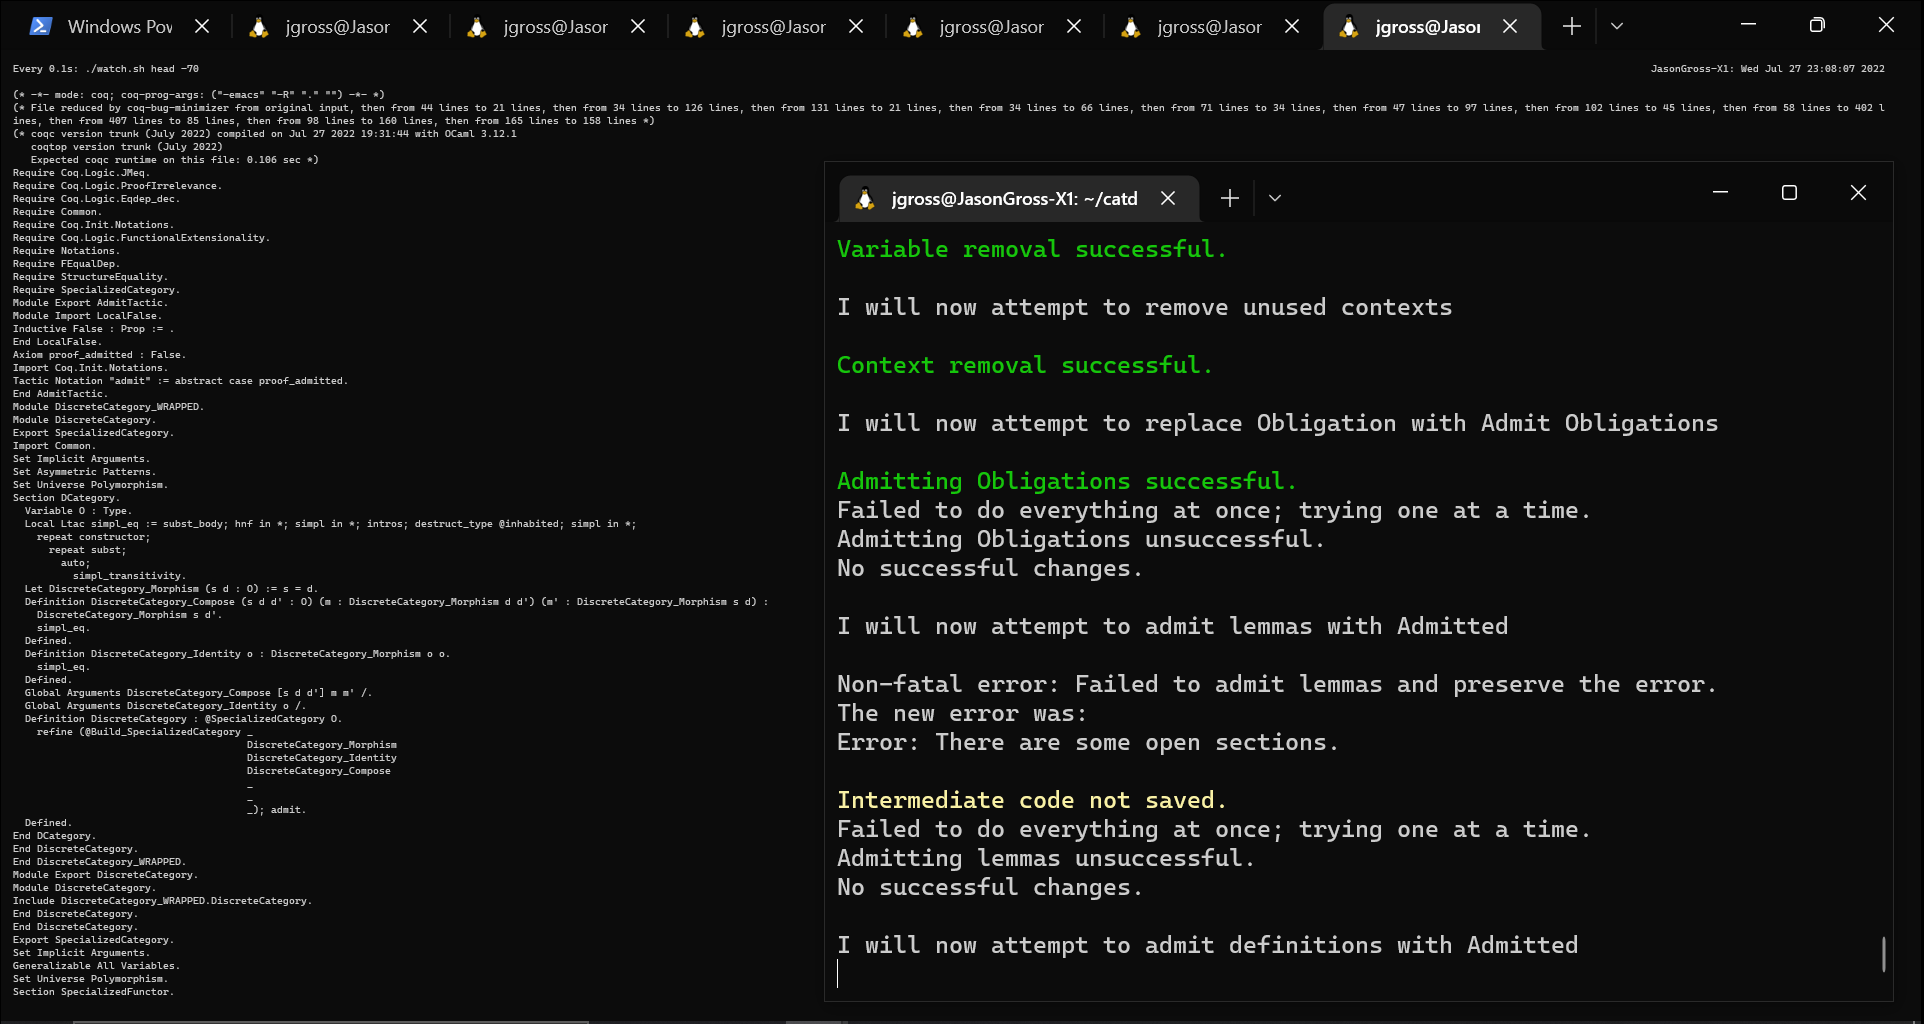 Windows Pow
jgross@Jason
jgross@Jason
jgross@Jason
jgross@Jason
jgross@Jason
jgross@Jason
Every 0.1s: ./watch.sh head -70
JasonGross-X1: Wed Jul 27 23:08:07 2022
(* -*- mode: coq; coq-prog-args: ("-emacs" "-R" "." "") -*- *)
(* File reduced by coq-bug-minimizer from original input, then from 44 lines to 21 lines, then from 34 lines to 126 lines, then from 131 lines to 21 lines, then from 34 lines to 66 lines, then from 71 lines to 34 lines, then from 47 lines to 97 lines, then from 102 lines to 45 lines, then from 58 lines to 402 l
ines, then from 407 lines to 85 lines, then from 98 lines to 160 lines, then from 165 lines to 158 lines *)
(* coqc version trunk (July 2022) compiled on Jul 27 2022 19:31:44 with OCaml 3.12.1
   coqtop version trunk (July 2022)
   Expected coqc runtime on this file: 0.106 sec *)
Require Coq.Logic.JMeq.
Require Coq.Logic.ProofIrrelevance.
Require Coq.Logic.Eqdep_dec.
Require Common.
Require Coq.Init.Notations.
Require Coq.Logic.FunctionalExtensionality.
Require Notations.
Require FEqualDep.
Require StructureEquality.
Require SpecializedCategory.
Module Export AdmitTactic.
Module Import LocalFalse.
Inductive False : Prop := .
End LocalFalse.
Axiom proof_admitted : False.
Import Coq.Init.Notations.
Tactic Notation "admit" := abstract case proof_admitted.
End AdmitTactic.
Module DiscreteCategory_WRAPPED.
Module DiscreteCategory.
Export SpecializedCategory.
Import Common.
Set Implicit Arguments.
Set Asymmetric Patterns.
Set Universe Polymorphism.
Section DCategory.
  Variable O : Type.
  Local Ltac simpl_eq := subst_body; hnf in *; simpl in *; intros; destruct_type @inhabited; simpl in *;
    repeat constructor;
      repeat subst;
        auto;
          simpl_transitivity.
  Let DiscreteCategory_Morphism (s d : O) := s = d.
  Definition DiscreteCategory_Compose (s d d' : O) (m : DiscreteCategory_Morphism d d') (m' : DiscreteCategory_Morphism s d) :
    DiscreteCategory_Morphism s d'.
    simpl_eq.
  Defined.
  Definition DiscreteCategory_Identity o : DiscreteCategory_Morphism o o.
    simpl_eq.
  Defined.
  Global Arguments DiscreteCategory_Compose [s d d'] m m' /.
  Global Arguments DiscreteCategory_Identity o /.
  Definition DiscreteCategory : @SpecializedCategory O.
    refine (@Build_SpecializedCategory _
                                       DiscreteCategory_Morphism
                                       DiscreteCategory_Identity
                                       DiscreteCategory_Compose
                                       _
                                       _
                                       _); admit.
  Defined.
End DCategory.
End DiscreteCategory.
End DiscreteCategory_WRAPPED.
Module Export DiscreteCategory.
Module DiscreteCategory.
Include DiscreteCategory_WRAPPED.DiscreteCategory.
End DiscreteCategory.
End DiscreteCategory.
Export SpecializedCategory.
Set Implicit Arguments.
Generalizable All Variables.
Set Universe Polymorphism.
Section SpecializedFunctor.
jgross@JasonGross-X1: ~/catd
Variable removal successful.
I will now attempt to remove unused contexts
Context removal successful.
I will now attempt to replace Obligation with Admit Obligations
Admitting Obligations successful.
Failed to do everything at once; trying one at a time.
Admitting Obligations unsuccessful.
No successful changes.
I will now attempt to admit lemmas with Admitted
Non-fatal error: Failed to admit lemmas and preserve the error.
The new error was:
Error: There are some open sections.
Intermediate code not saved.
Failed to do everything at once; trying one at a time.
Admitting lemmas unsuccessful.
No successful changes.
I will now attempt to admit definitions with Admitted